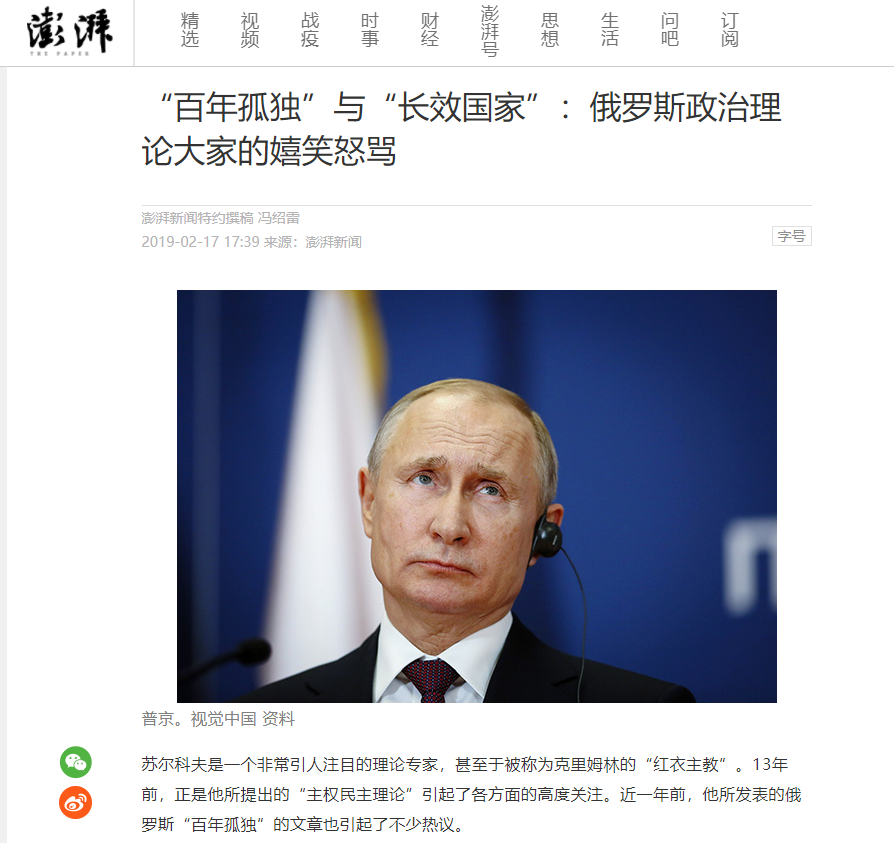 澎湃
THE PAPER
精选
视频
战疫
时事
财经
澎湃号
思想
生活
问吧
订阅
“百年孤独”与“长效国家”：俄罗斯政治理
论大家的嬉笑怒骂
澎湃新闻特约撰稿 冯绍雷
2019-02-17 17:39 来源：澎湃新闻
字号
普京。视觉中国 资料
苏尔科夫是一个非常引人注目的理论专家，甚至于被称为克里姆林的“红衣主教”。13年
前，正是他所提出的“主权民主理论”引起了各方面的高度关注。近一年前，他所发表的俄
罗斯“百年孤独”的文章也引起了不少热议。